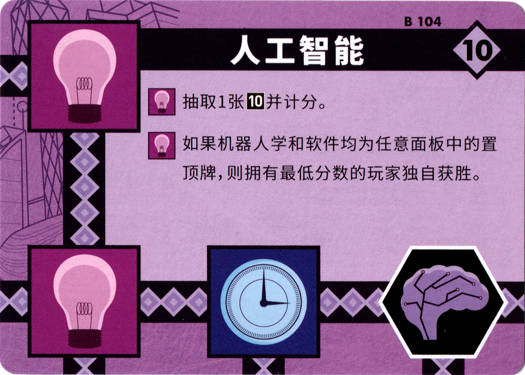 B 104
人工智能
10
抽取1张10并计分。
如果机器人学和软件均为任意面板中的置
顶牌，则拥有最低分数的玩家独自获胜。